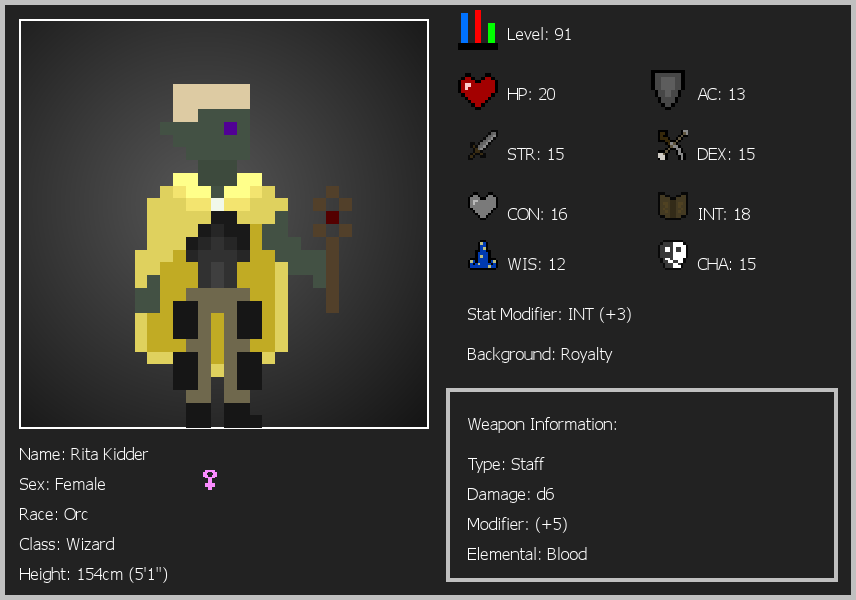 Level: 91
HP: 20
AC: 13
STR: 15
DEX: 15
CON: 16
INT: 18
WIS: 12
CHA: 15
Stat Modifier: INT (+3)
Background: Royalty
Weapon Information:
Type: Staff
Damage: d6
Modifier: (+5)
Elemental: Blood
Name: Rita Kidder
Sex: Female
Race: Orc
Class: Wizard
Height: 154cm (5'1")